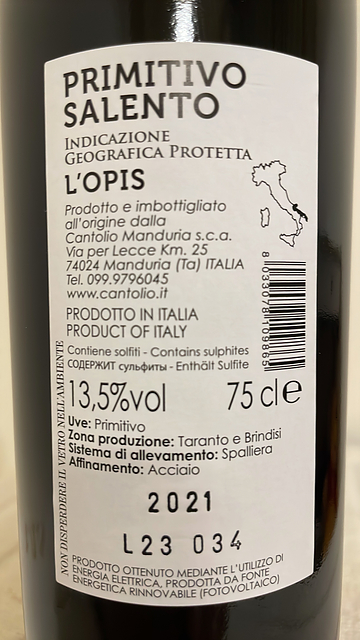 PRIMITIVO
SALENTO
INDICAZIONE
GEOGRAFICA PROTETTA
L'OPIS
Prodotto e imbottigliato
all'origine dalla
Cantolio Manduria s.c.a.
Via per Lecce Km. 25
74024 Manduria (Ta) ITALIA
Tel. 099.9796045
www.cantolio.it
PRODOTTO IN ITALIA
PRODUCT OF ITALY
8 033078 109865
Contiene solfiti - Contains sulphites
СОДЕРЖИТ сульфиты - Enthält Sulfite
13,5%vol 75 cl e
Uve: Primitivo
Zona produzione: Taranto e Brindisi
Sistema di allevamento: Spalliera
Affinamento: Acciaio
NON DISPERDERE IL VETRO NELL'AMBIENTE
2021
L23 034
PRODOTTO OTTENUTO MEDIANTE L'UTILIZZO DI
ENERGIA ELETTRICA, PRODOTTA DA FONTE
ENERGETICA RINNOVABILE (FOTOVOLTAICO)